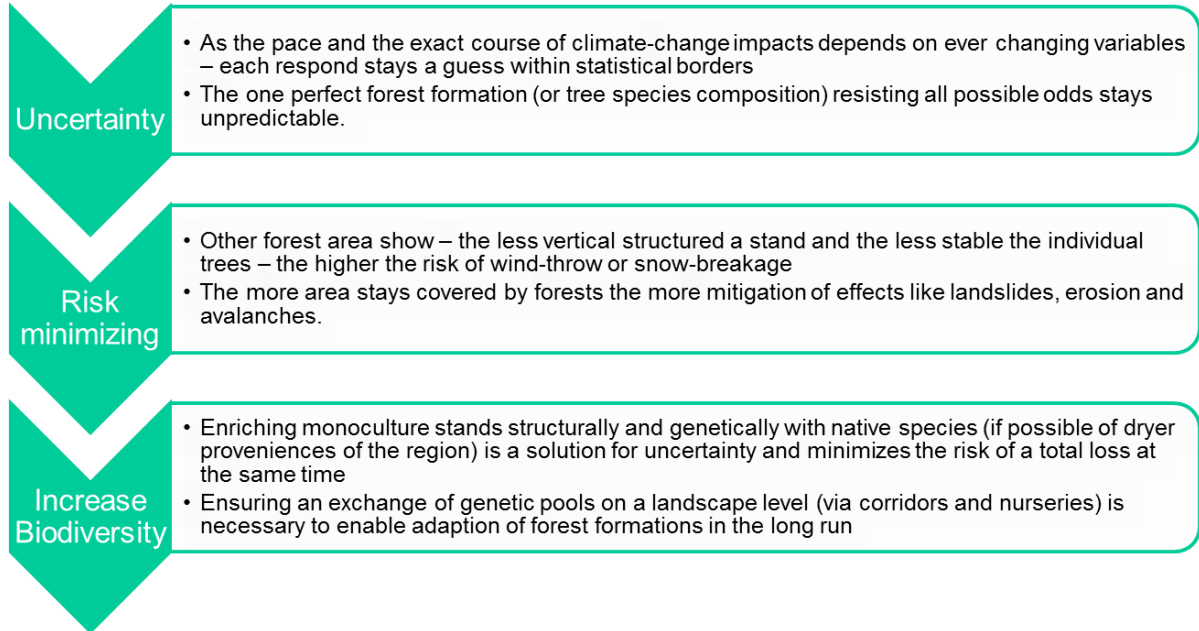 Uncertainty
• As the pace and the exact course of climate-change impacts depends on ever changing variables
– each respond stays a guess within statistical borders
• The one perfect forest formation (or tree species composition) resisting all possible odds stays
unpredictable.
Risk
minimizing
• Other forest area show – the less vertical structured a stand and the less stable the individual
trees – the higher the risk of wind-throw or snow-breakage
• The more area stays covered by forests the more mitigation of effects like landslides, erosion and
avalanches.
Increase
Biodiversity
• Enriching monoculture stands structurally and genetically with native species (if possible of dryer
proveniences of the region) is a solution for uncertainty and minimizes the risk of a total loss at
the same time
• Ensuring an exchange of genetic pools on a landscape level (via corridors and nurseries) is
necessary to enable adaption of forest formations in the long run